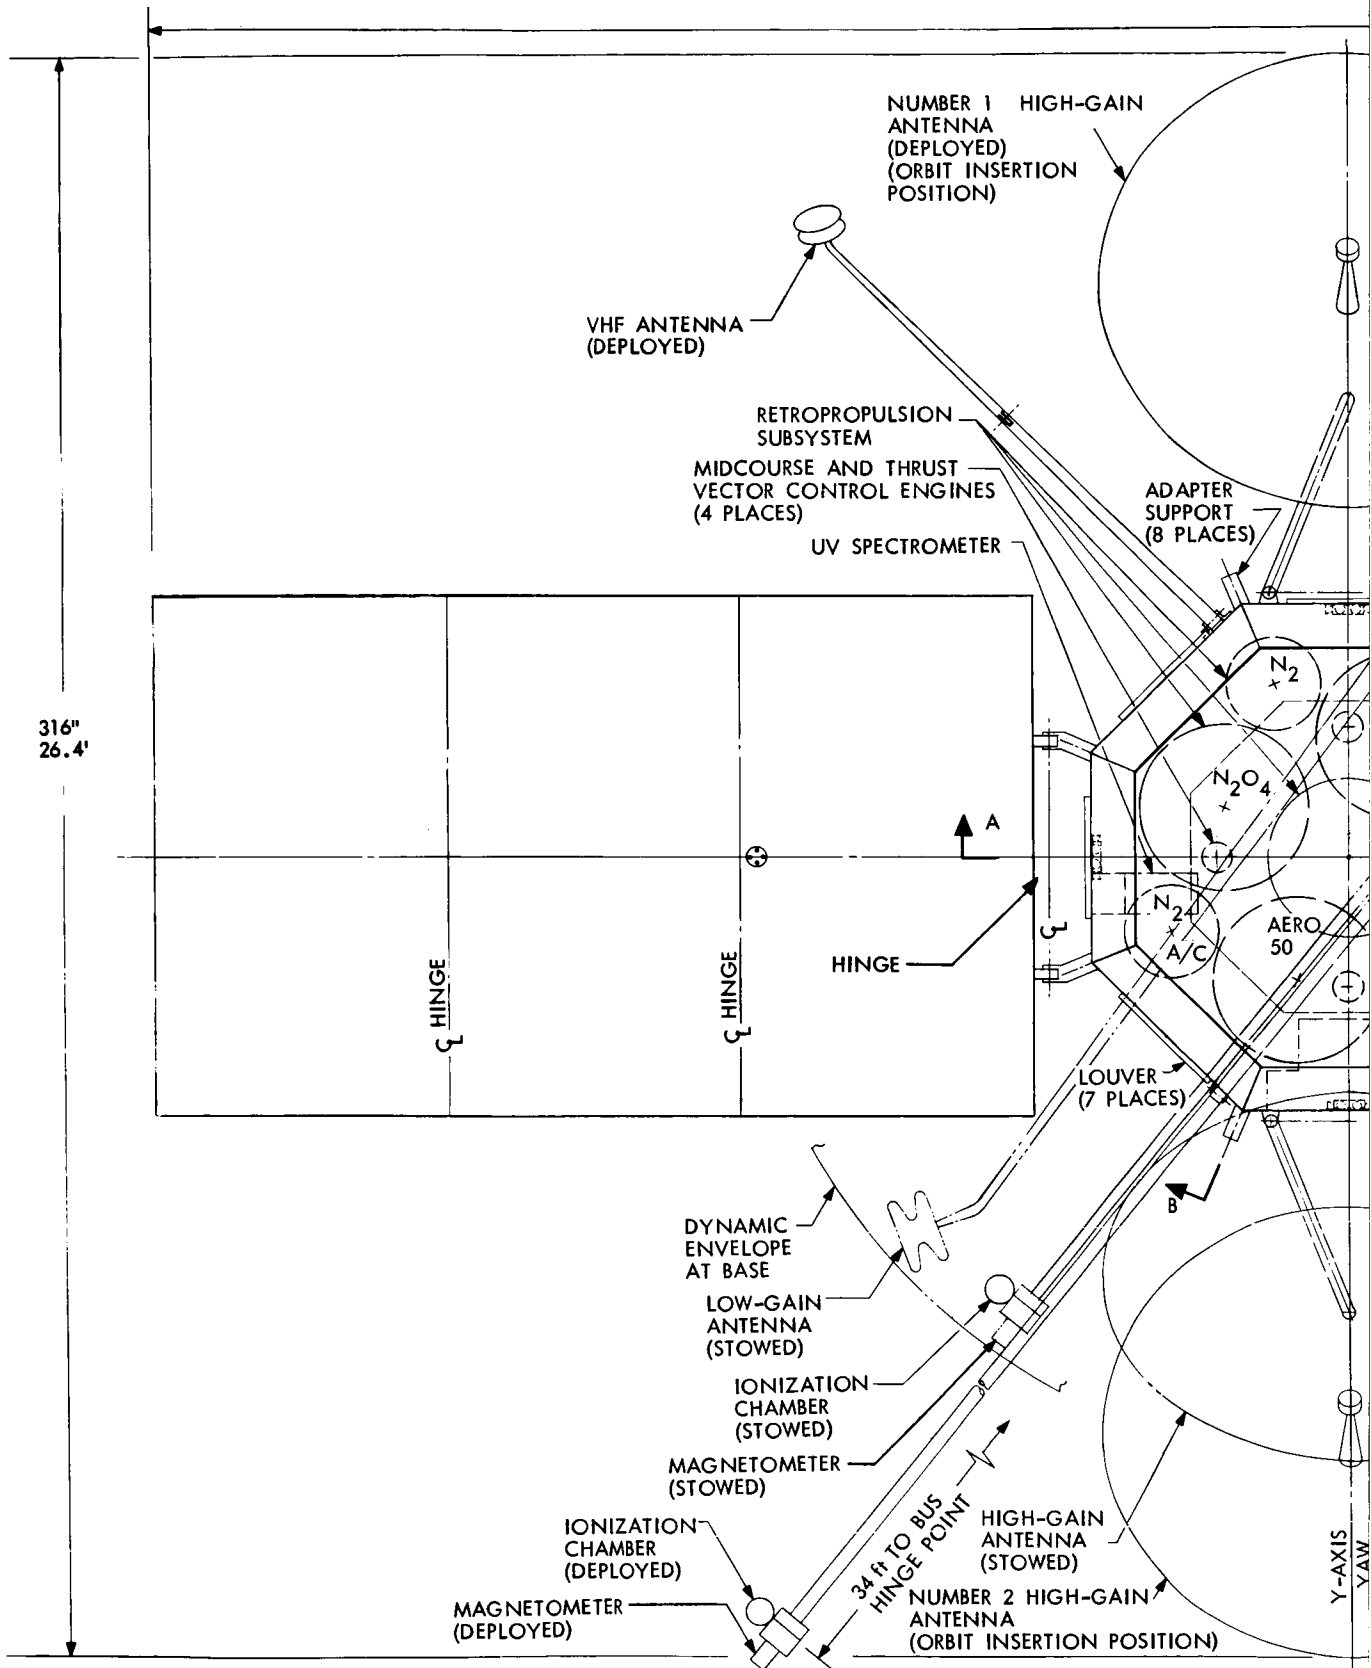 NUMBER 1 HIGH-GAIN
ANTENNA
(DEPLOYED)
(ORBIT INSERTION
POSITION)
VHF ANTENNA
(DEPLOYED)
RETROPROPULSION
SUBSYSTEM
MIDCOURSE AND THRUST
VECTOR CONTROL ENGINES
(4 PLACES)
ADAPTER
SUPPORT
(8 PLACES)
UV SPECTROMETER
N2
316"
26.4'
N2O4
A
N2
A/C
AERO
50
HINGE
CL
CL HINGE
CL HINGE
LOUVER
(7 PLACES)
B
DYNAMIC
ENVELOPE
AT BASE
LOW-GAIN
ANTENNA
(STOWED)
IONIZATION
CHAMBER
(STOWED)
MAGNETOMETER
(STOWED)
34 ft TO BUS
HINGE POINT
HIGH-GAIN
ANTENNA
(STOWED)
IONIZATION
CHAMBER
(DEPLOYED)
NUMBER 2 HIGH-GAIN
ANTENNA
(ORBIT INSERTION POSITION)
MAGNETOMETER
(DEPLOYED)
Y-AXIS
YAW